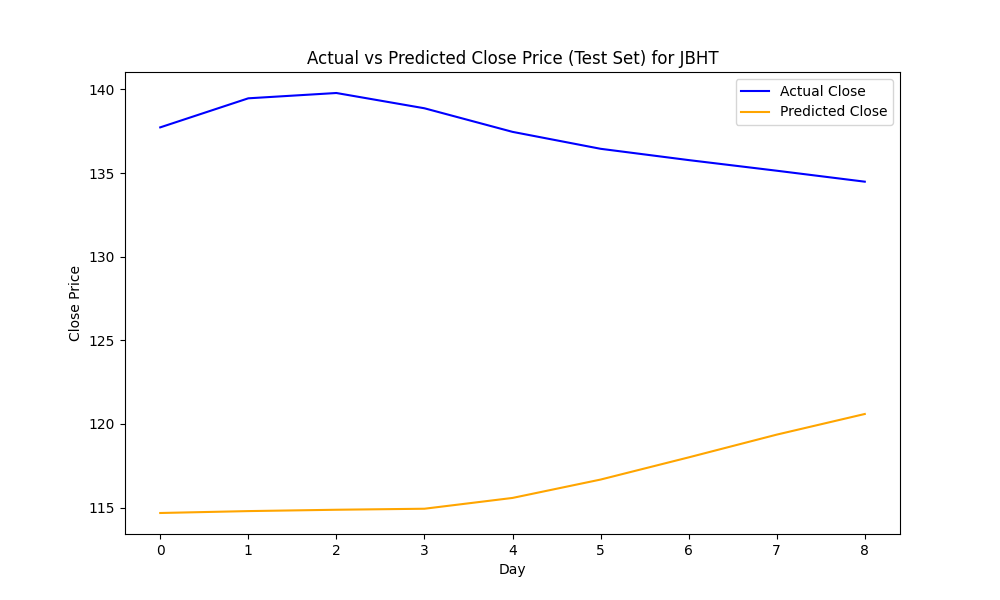 Actual vs Predicted Close Price (Test Set) for JBHT
Actual Close
Predicted Close
Close Price
140
135
130
125
120
115
0 1 2 3 4 5 6 7 8
Day